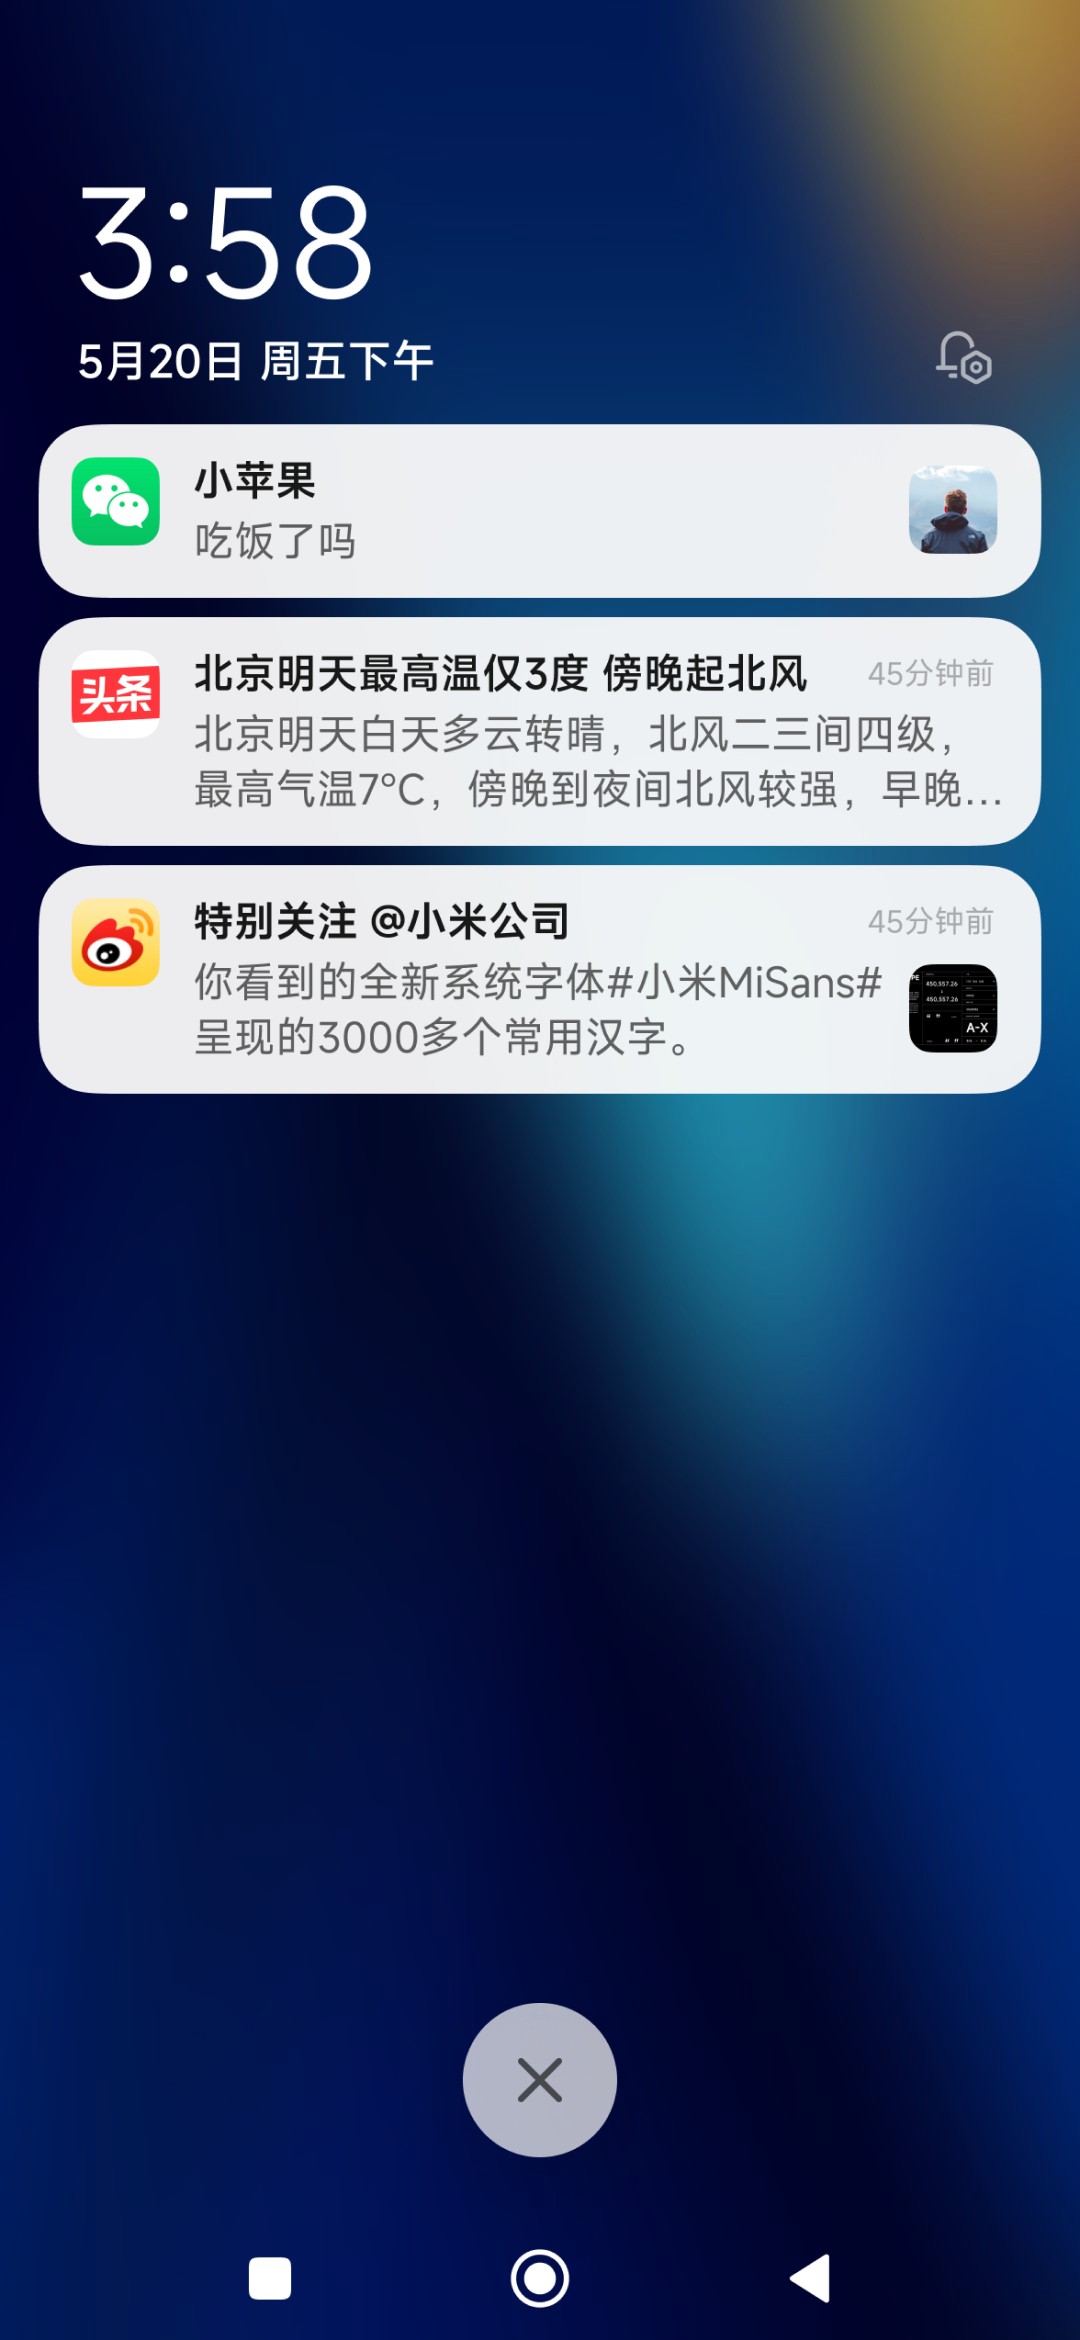 3:58
5月20日 周五下午
小苹果
吃饭了吗
头条
北京明天最高温仅3度 傍晚起北风
45分钟前
北京明天白天多云转晴，北风二三间四级，
最高气温7°C，傍晚到夜间北风较强，早晚...
特别关注 @小米公司
45分钟前
你看到的全新系统字体#小米MiSans#
呈现的3000多个常用汉字。
450,557.26
450,557.26
A-X